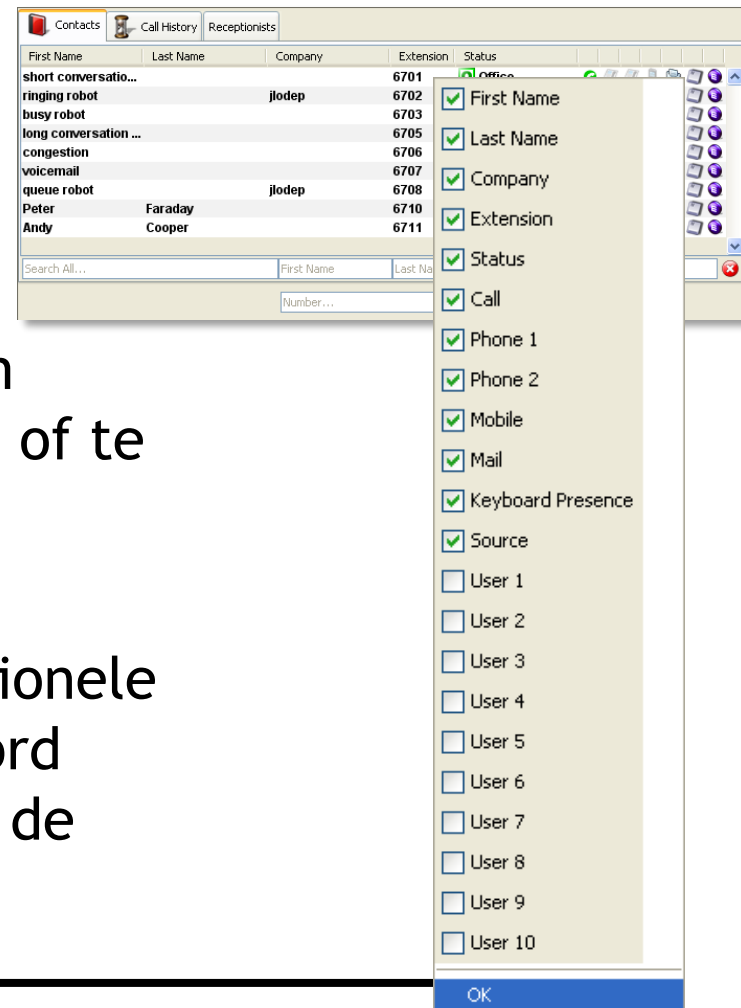 Contacts Call History Receptionists
First Name Last Name Company Extension Status
short conversatio... 6701 Office
ringing robot jlodep 6702
busy robot 6703
long conversation ... 6705
congestion 6706
voicemail 6707
queue robot jlodep 6708
Peter Faraday 6710
Andy Cooper 6711
Search All... First Name Last Na
Number...
First Name
Last Name
Company
Extension
Status
Call
Phone 1
Phone 2
Mobile
Mail
Keyboard Presence
Source
User 1
User 2
User 3
User 4
User 5
User 6
User 7
User 8
User 9
User 10
OK
n
of te
ionele
ord
de